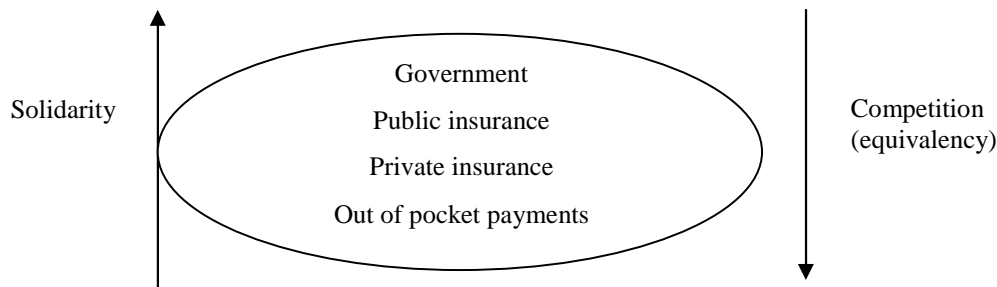 Government
Solidarity
Public insurance
Competition
(equivalency)
Private insurance
Out of pocket payments